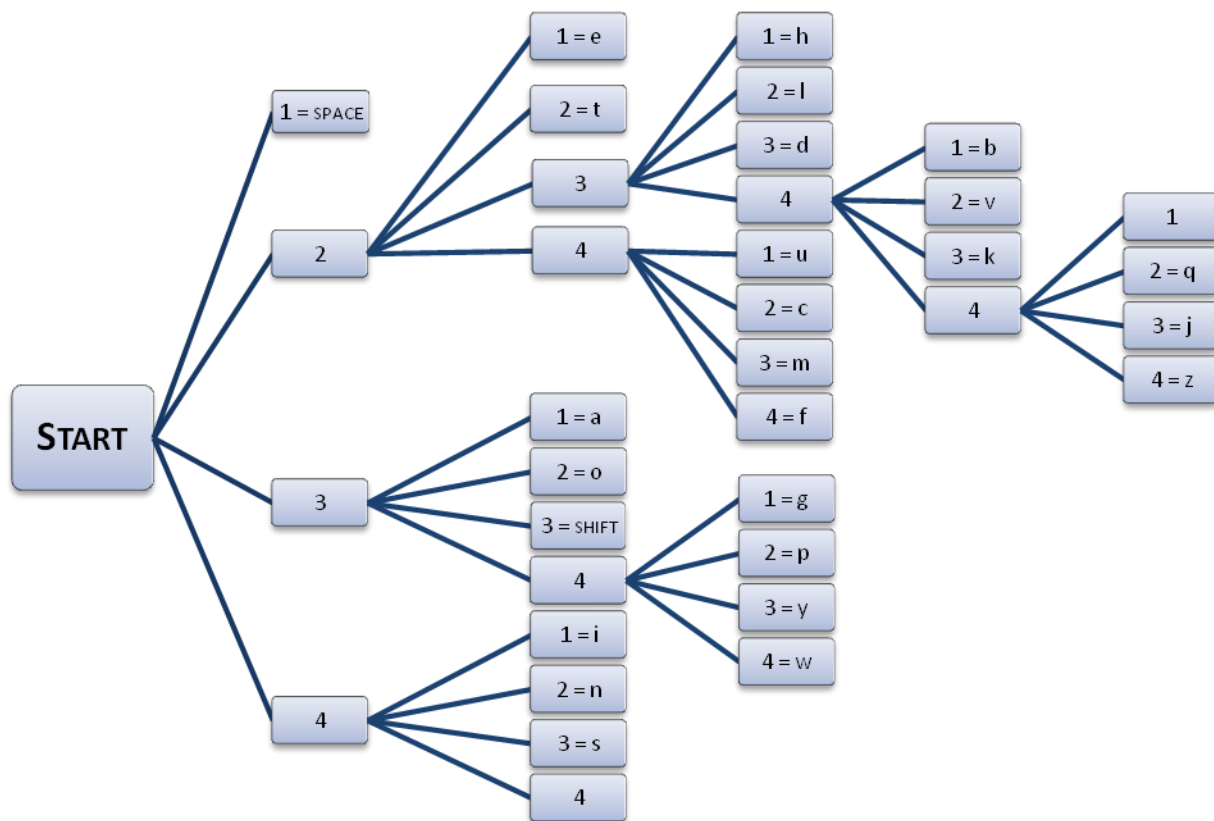 START
1 = SPACE
2
3
4
1 = e
2 = t
3
4
1 = a
2 = o
3 = SHIFT
4
1 = i
2 = n
3 = s
4
1 = h
2 = l
3 = d
4
1 = u
2 = c
3 = m
4 = f
1 = g
2 = p
3 = y
4 = w
1 = b
2 = v
3 = k
4
1
2 = q
3 = j
4 = z